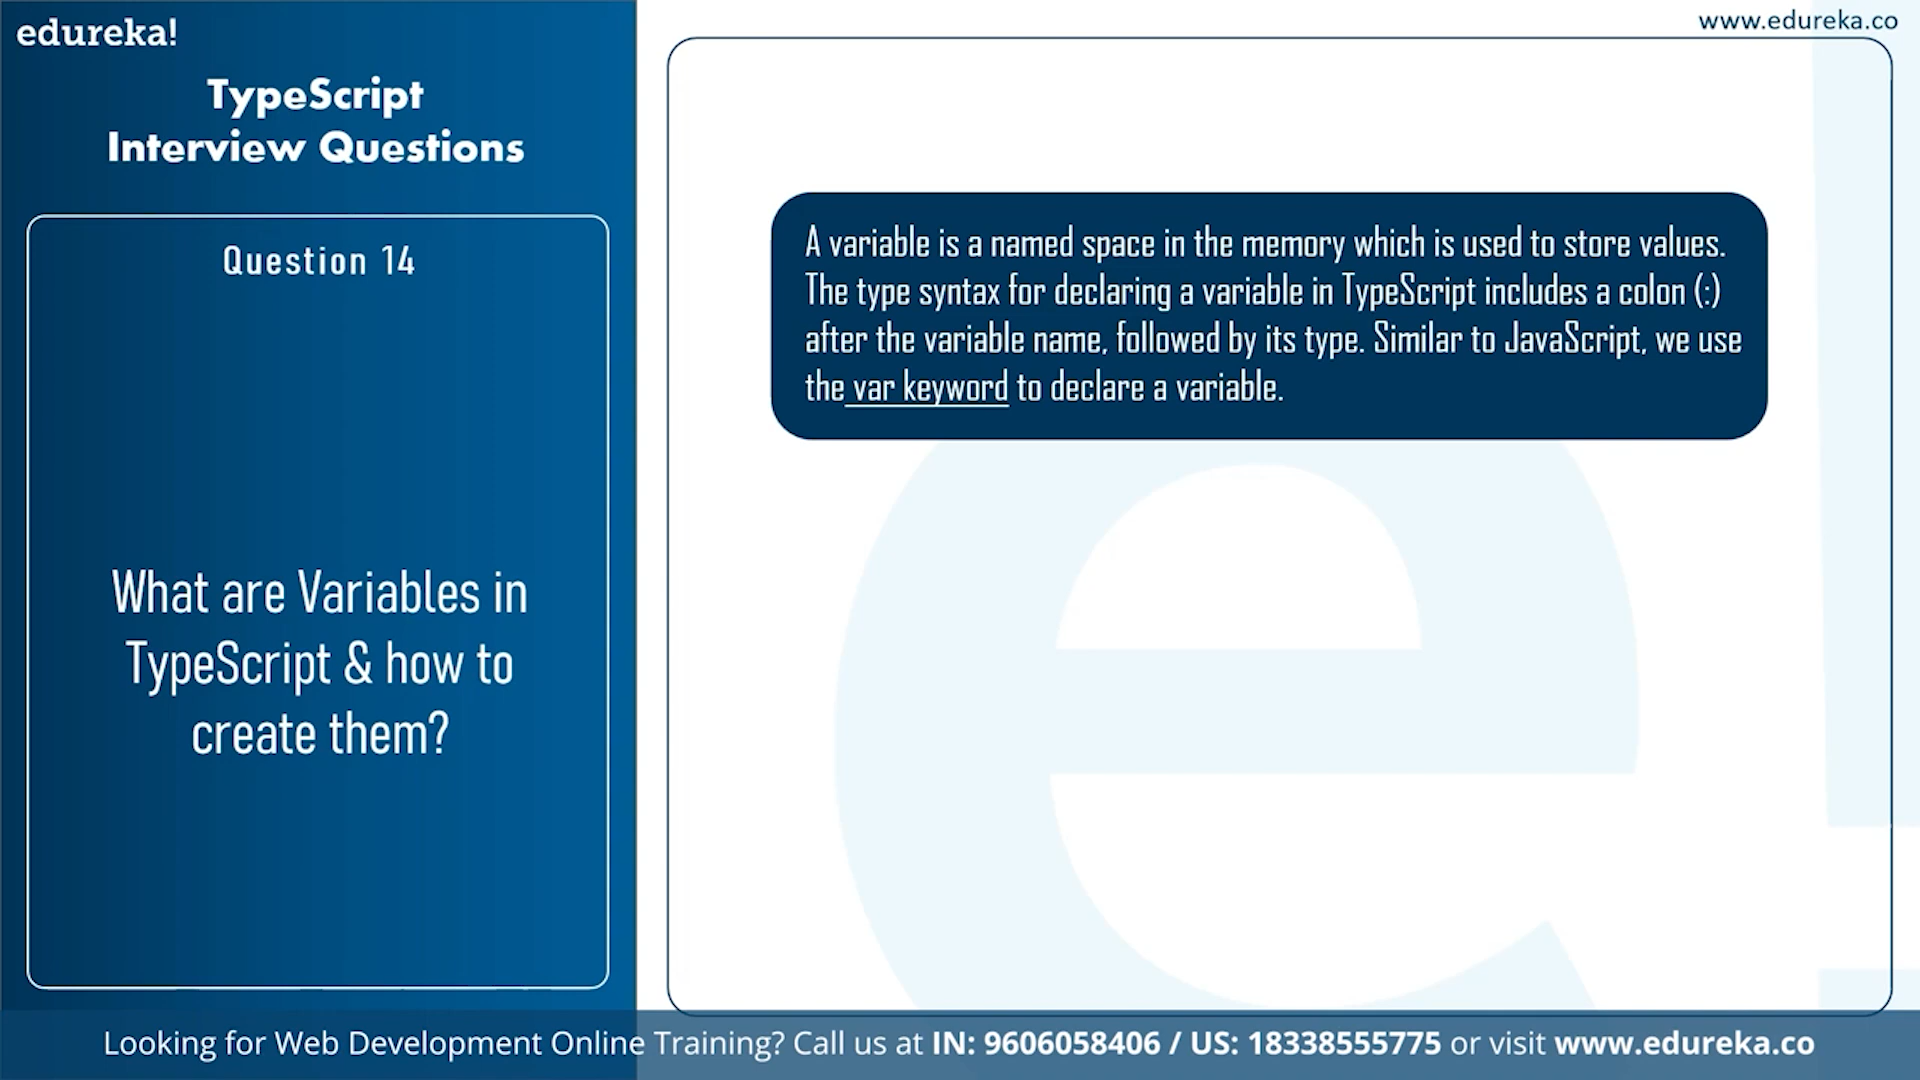 edureka!
www.edureka.co
TypeScript
Interview Questions
Question 14
What are Variables in
TypeScript & how to
create them?
A variable is a named space in the memory which is used to store values.
The type syntax for declaring a variable in TypeScript includes a colon (:)
after the variable name, followed by its type. Similar to JavaScript, we use
the var keyword to declare a variable.
Looking for Web Development Online Training? Call us at IN: 9606058406 / US: 18338555775 or visit www.edureka.co